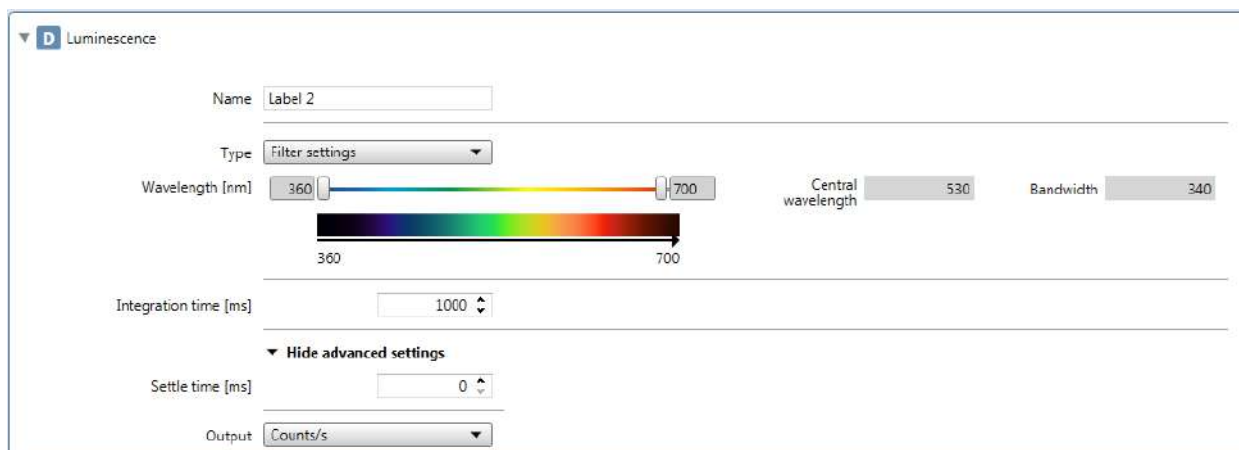 D Luminescence
Name Label 2
Type Filter settings
Wavelength [nm] 360 700 Central wavelength 530 Bandwidth 340
360 700
Integration time [ms] 1000
Hide advanced settings
Settle time [ms] 0
Output Counts/s